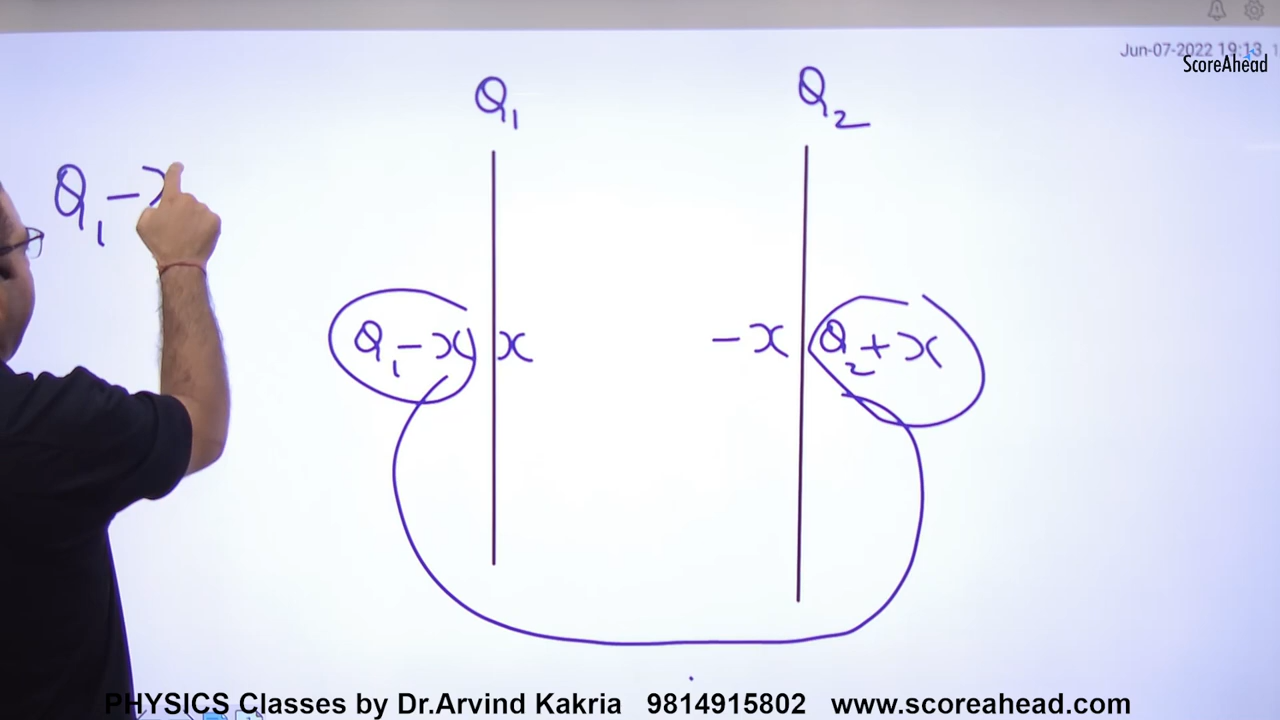 Jun-07-2022 19:13
ScoreAhead
Q₁ Q₂
Q₁ - x
Q₁ - x x - x Q₂ + x
PHYSICS Classes by Dr.Arvind Kakria 9814915802 www.scoreahead.com